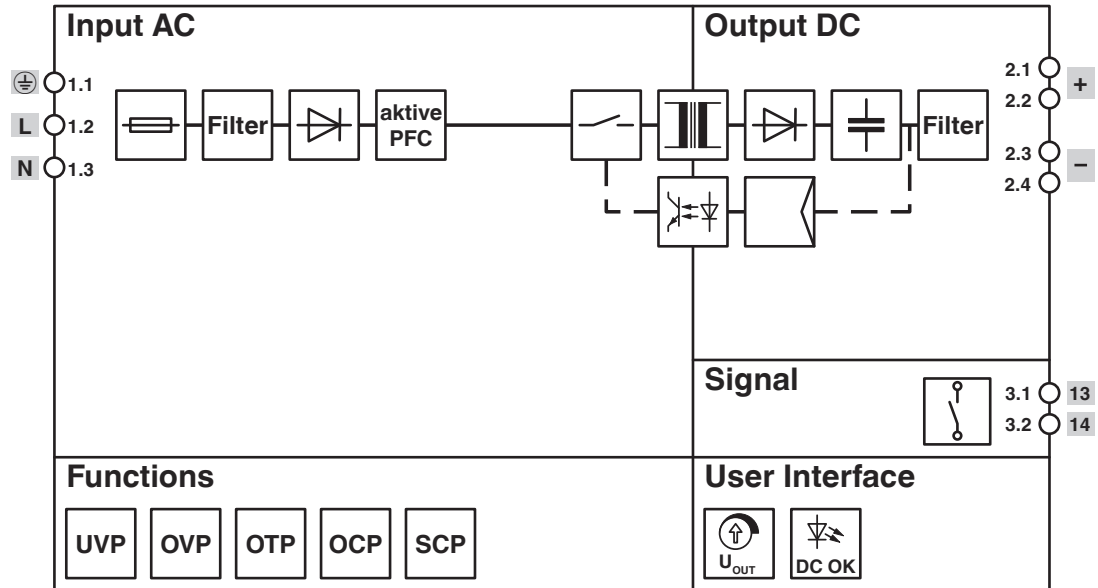 Input AC
Output DC
1.1
L
1.2
N
1.3
Filter
aktive
PFC
Filter
2.1
+
2.2
2.3
−
2.4
Signal
3.1
13
3.2
14
Functions
UVP
OVP
OTP
OCP
SCP
User Interface
UOUT
DC OK